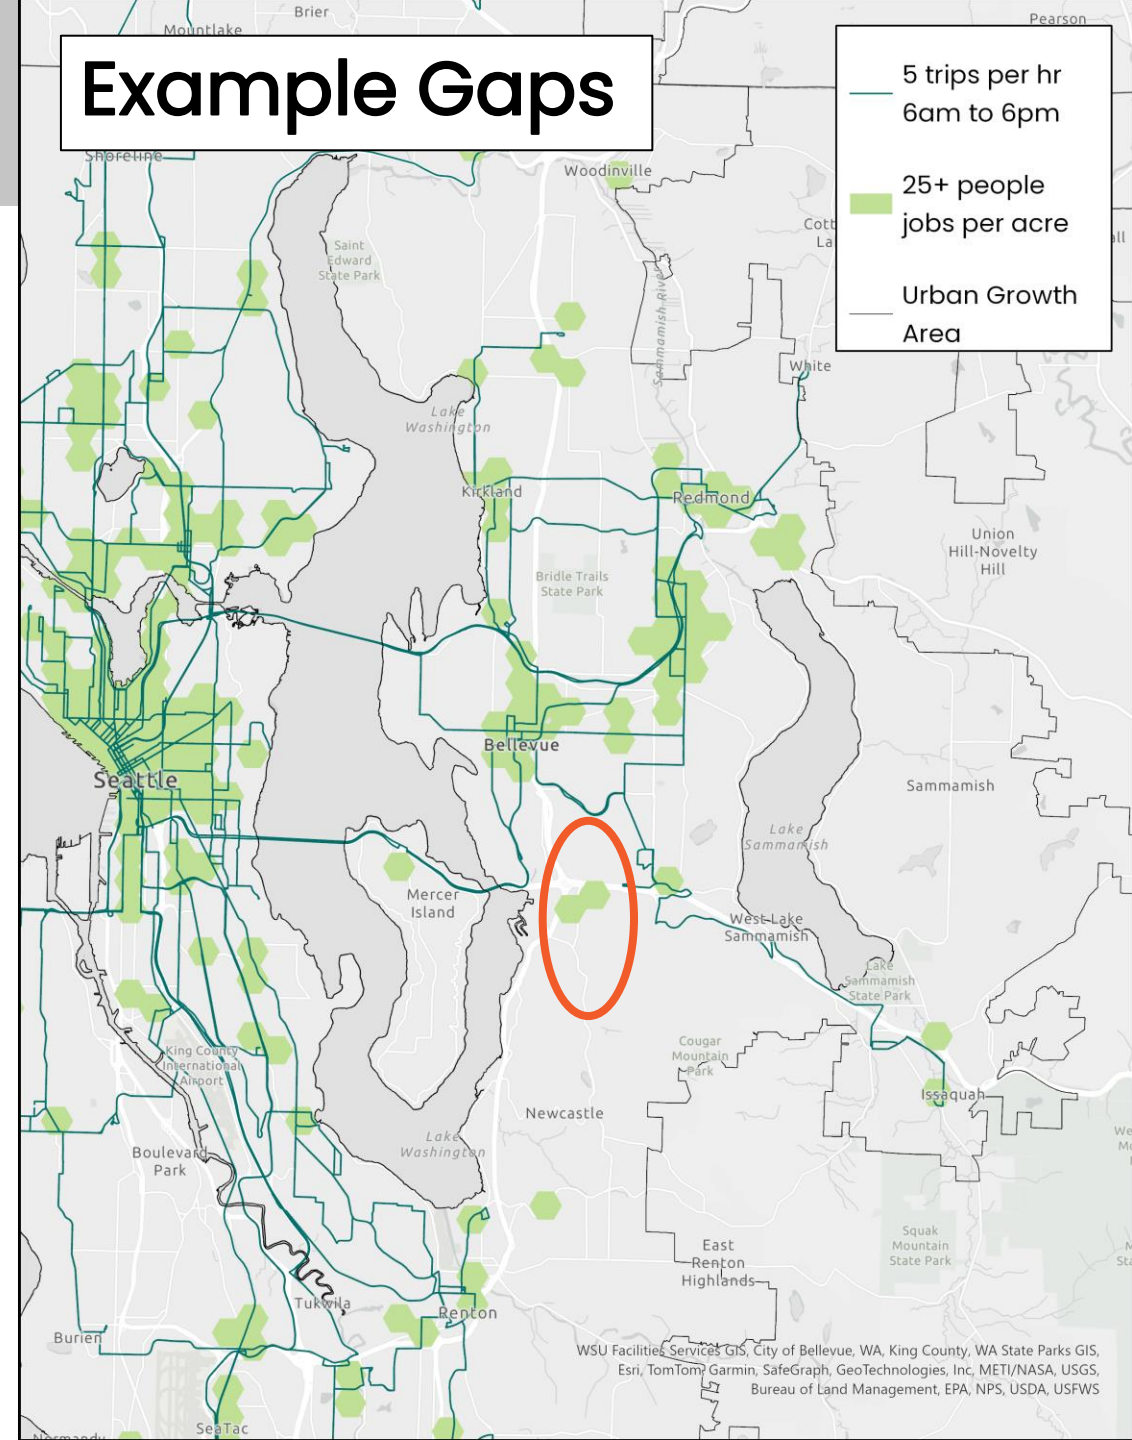 Brier
Pearson
Mountlake
Example Gaps
5 trips per hr
6am to 6pm
25+ people
jobs per acre
Urban Growth
Area
Shoreline
Woodinville
Saint
Edward
State Park
Sammamish River
White
Lake
Washington
Kirkland
Redmond
Union
Hill-Novelty
Hill
Bridle Trails
State Park
Bellevue
Seattle
Sammamish
Lake
Sammamish
Mercer
Island
West Lake
Sammamish
Lake
Sammamish
State Park
King County
International
Airport
Cougar
Mountain
Park
Issaquah
Newcastle
Boulevard
Park
Lake
Washington
East
Renton
Highlands
Squak
Mountain
State Park
Tukwila
Renton
Burien
WSU Facilities Services GIS, City of Bellevue, WA, King County, WA State Parks GIS,
Esri, TomTom, Garmin, SafeGraph, GeoTechnologies, Inc, METI/NASA, USGS,
Bureau of Land Management, EPA, NPS, USDA, USFWS
SeaTac
Normandy